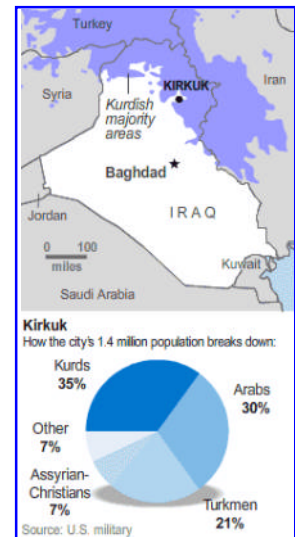 Turkey
Syria
Kurdish
majority
areas
KIRKUK
Iran
Baghdad
IRAQ
Jordan
0 100
miles
Kuwait
Saudi Arabia
Kirkuk
How the city's 1.4 million population breaks down:
Kurds
35%
Arabs
30%
Other
7%
Assyrian-
Christians
7%
Turkmen
21%
Source: U.S. military